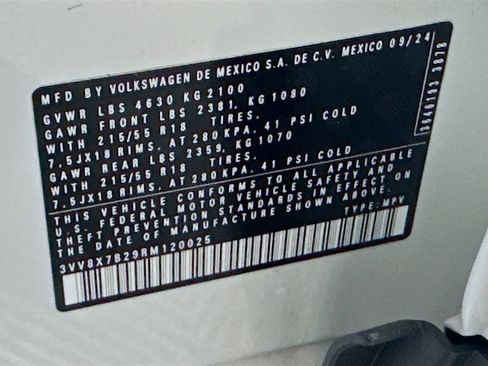 MFD BY VOLKSWAGEN DE MEXICO S.A. DE C.V. MEXICO 09/24
GVWR LBS 4630 KG 2100
GAWR FRONT LBS 2381, KG 1080
WITH 215/55 R18 TIRES,
7.5JX18 RIMS, AT 280 KPA, 41 PSI COLD
GAWR REAR LBS 2359, KG 1070
WITH 215/55 R18 TIRES,
7.5JX18 RIMS, AT 280 KPA, 41 PSI COLD
THIS VEHICLE CONFORMS TO ALL APPLICABLE
U.S. FEDERAL MOTOR VEHICLE SAFETY AND
THEFT PREVENTION STANDARDS IN EFFECT ON
THE DATE OF MANUFACTURE SHOWN ABOVE.
3VV8X7B29RM120025 TYPE: MPV